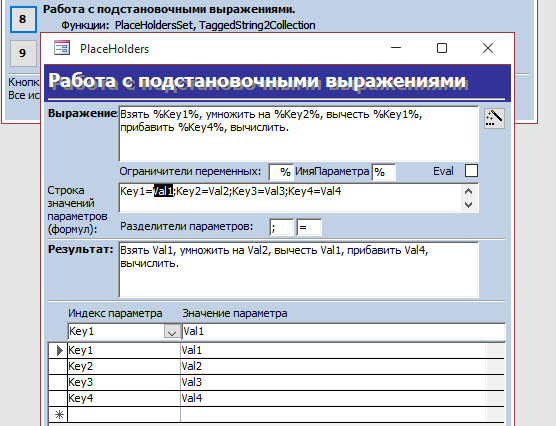 8
Работа с подстановочными выражениями.
Функции: PlaceHoldersSet, TaggedString2Collection
9
Кнопк
Все ис
PlaceHolders
Работа с подстановочными выражениями
Выражение: Взять %Key1%, умножить на %Key2%, вычесть %Key1%,
прибавить %Key4%, вычислить.
Ограничители переменных: % ИмяПараметра % Eval
Строка
значений
параметров
(формул):
Key1=Val1;Key2=Val2;Key3=Val3;Key4=Val4
Разделители параметров: ; =
Результат: Взять Val1, умножить на Val2, вычесть Val1, прибавить Val4,
вычислить.
Индекс параметра Значение параметра
Key1 Val1
Key1 Val1
Key2 Val2
Key3 Val3
Key4 Val4